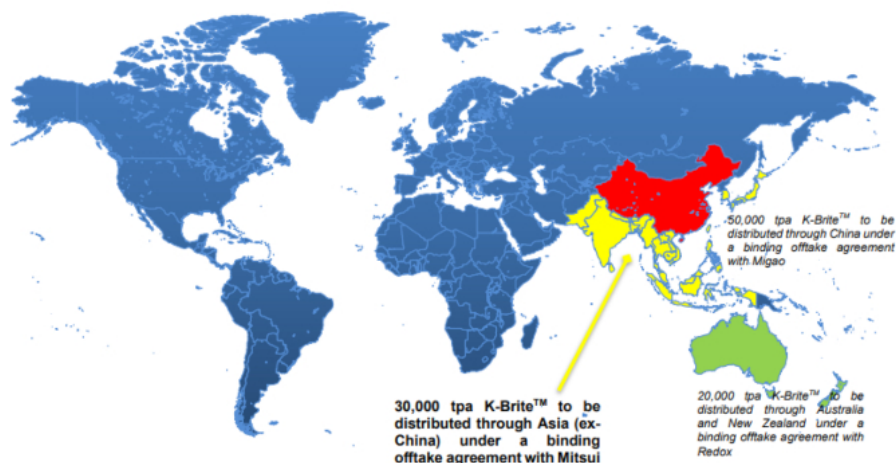 50,000 tpa K-Brite™ to be
distributed through China under
a binding offtake agreement
with Migao
20,000 tpa K-Brite™ to be
distributed through Australia
and New Zealand under a
binding offtake agreement with
Redox
30,000 tpa K-Brite™ to be
distributed through Asia (ex-
China) under a binding
offtake agreement with Mitsui